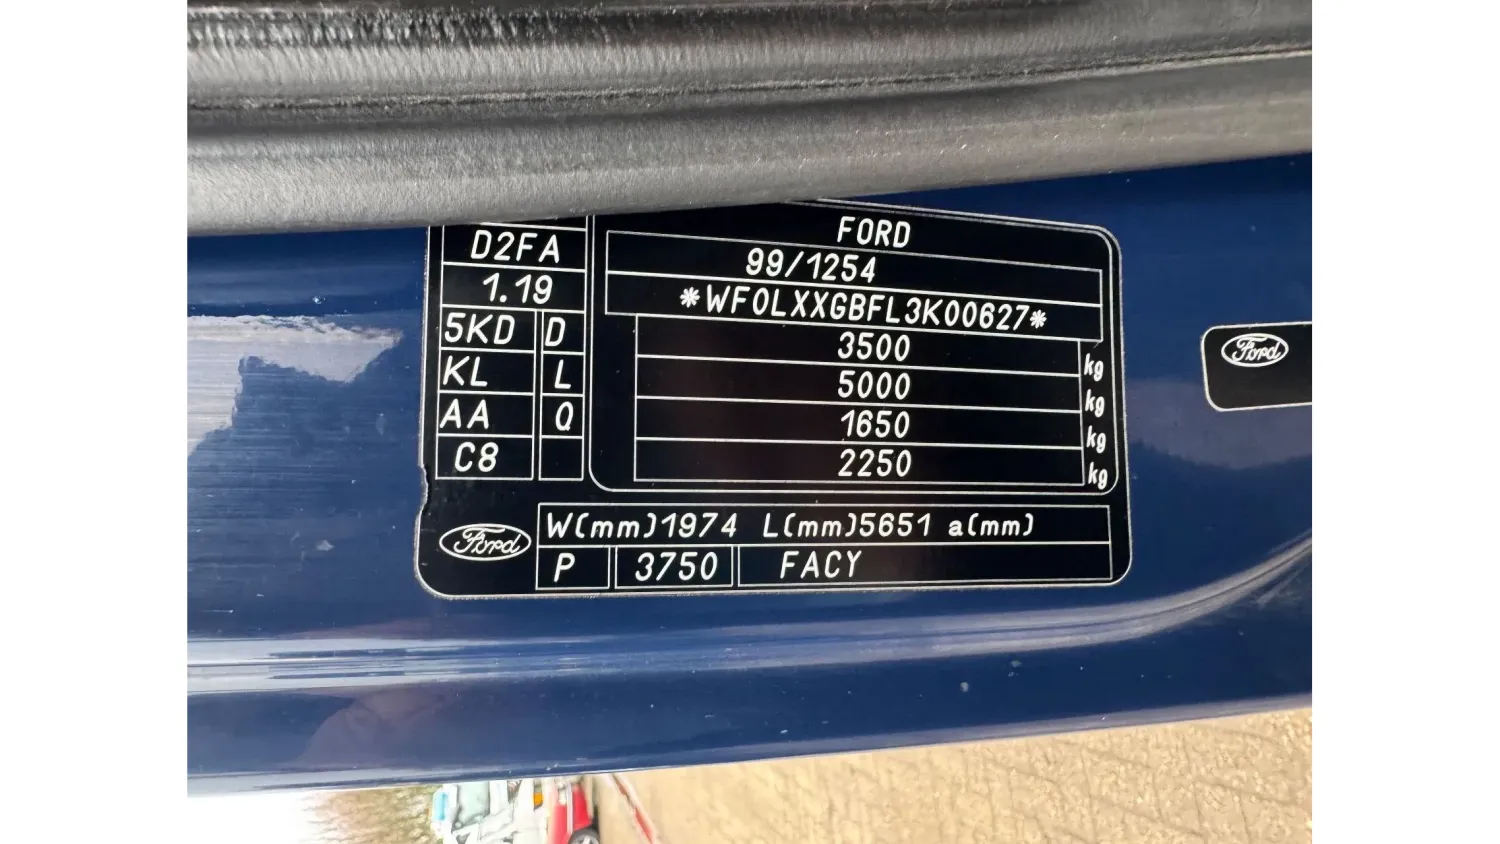 D2FA
1.19
5KD D
KL L
AA Q
C8
FORD
99/1254
*WF0LXXGBFL3K00627*
3500 kg
5000 kg
1650 kg
2250 kg
Ford
W(mm)1974 L(mm)5651 a(mm)
P 3750 FACY
Ford